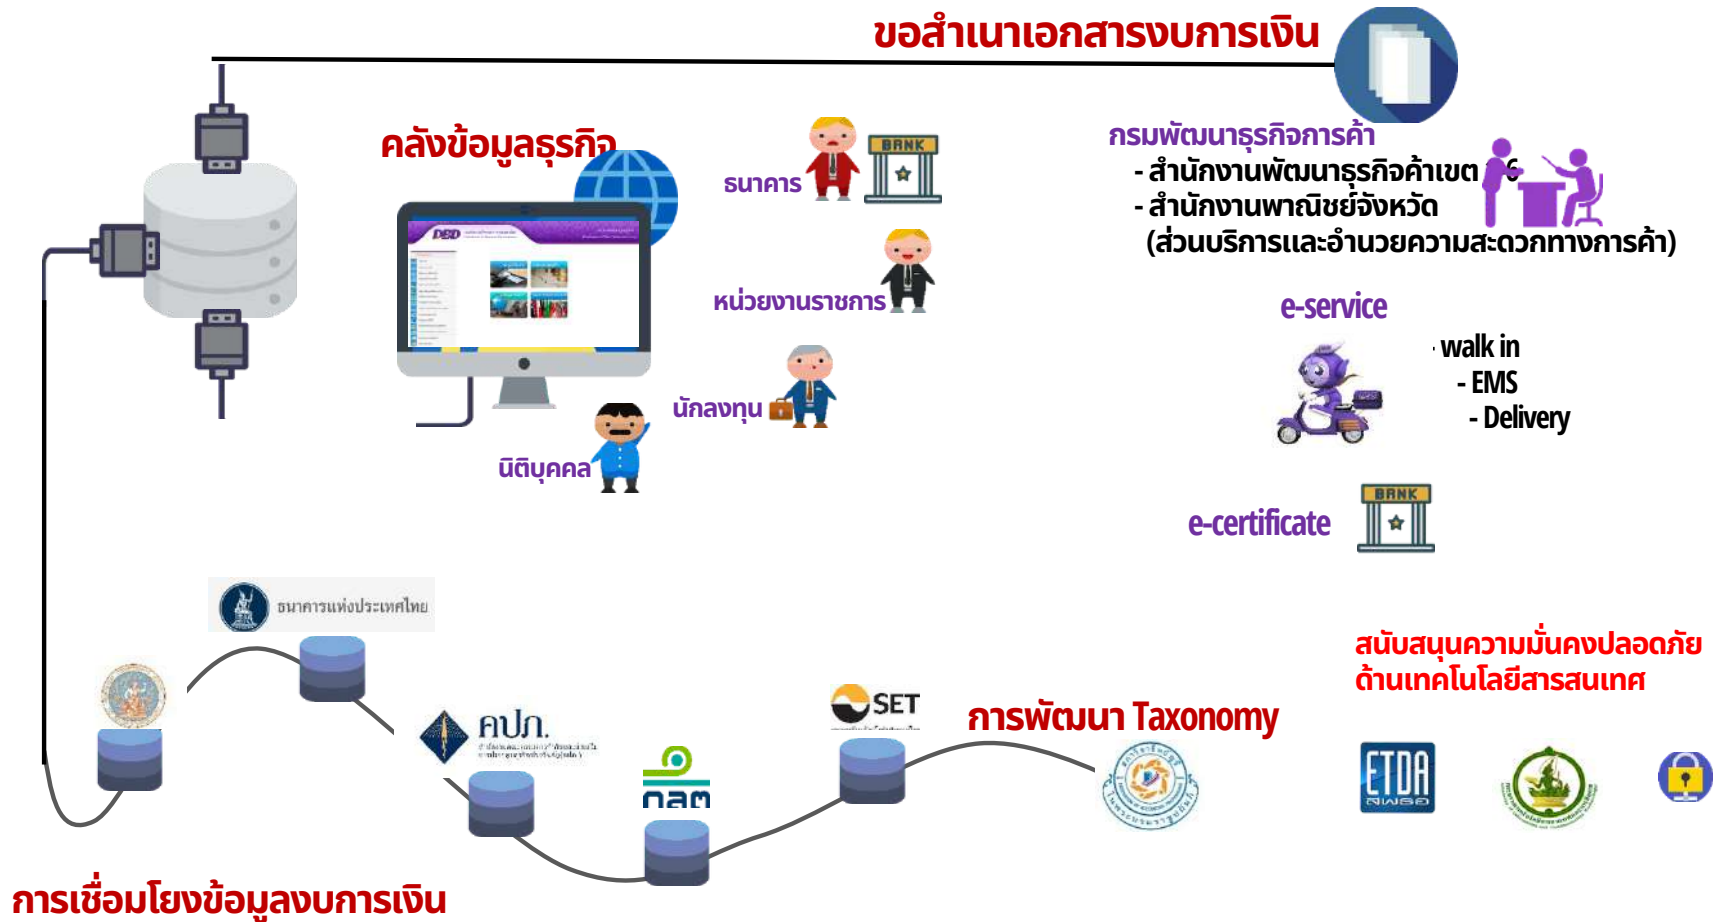 ขอสำเนาเอกสารงบการเงิน
คลังข้อมูลธุรกิจ
ธนาคาร
BANK
หน่วยงานราชการ
นักลงทุน
นิติบุคคล
DBD
กรมพัฒนาธุรกิจการค้า
- สำนักงานพัฒนาธุรกิจค้าเขต 6
- สำนักงานพาณิชย์จังหวัด
(ส่วนบริการและอำนวยความสะดวกทางการค้า)
e-service
- walk in
- EMS
- Delivery
e-certificate
BANK
ธนาคารแห่งประเทศไทย
คปภ.
กลต
SET
การพัฒนา Taxonomy
สนับสนุนความมั่นคงปลอดภัย
ด้านเทคโนโลยีสารสนเทศ
ETDA
สพธอ
การเชื่อมโยงข้อมูลงบการเงิน